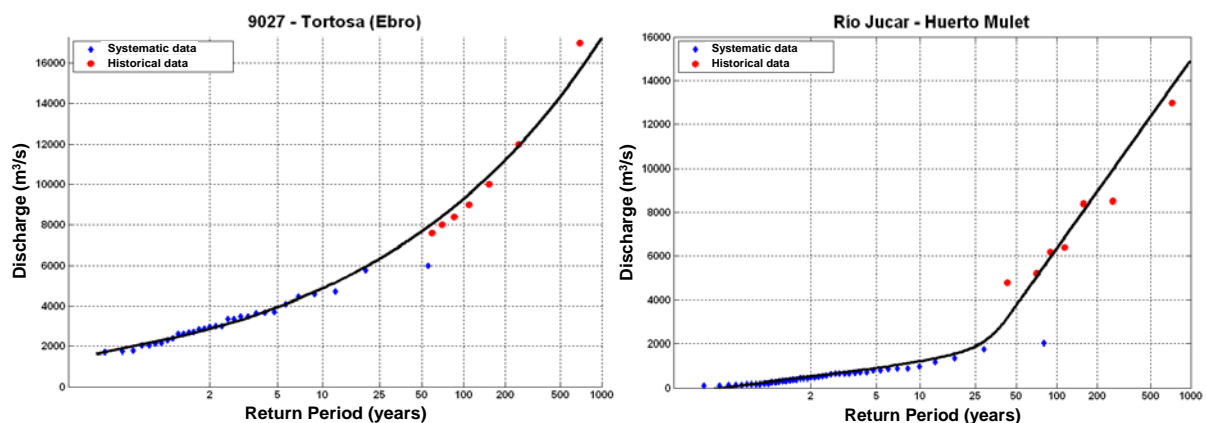 9027 - Tortosa (Ebro)
Systematic data
Historical data
16000
14000
12000
10000
8000
6000
4000
2000
0
Discharge (m³/s)
2 5 10 25 50 100 200 500 1000
Return Period (years)
Río Jucar - Huerto Mulet
Systematic data
Historical data
16000
14000
12000
10000
8000
6000
4000
2000
0
Discharge (m³/s)
2 5 10 25 50 100 200 500 1000
Return Period (years)